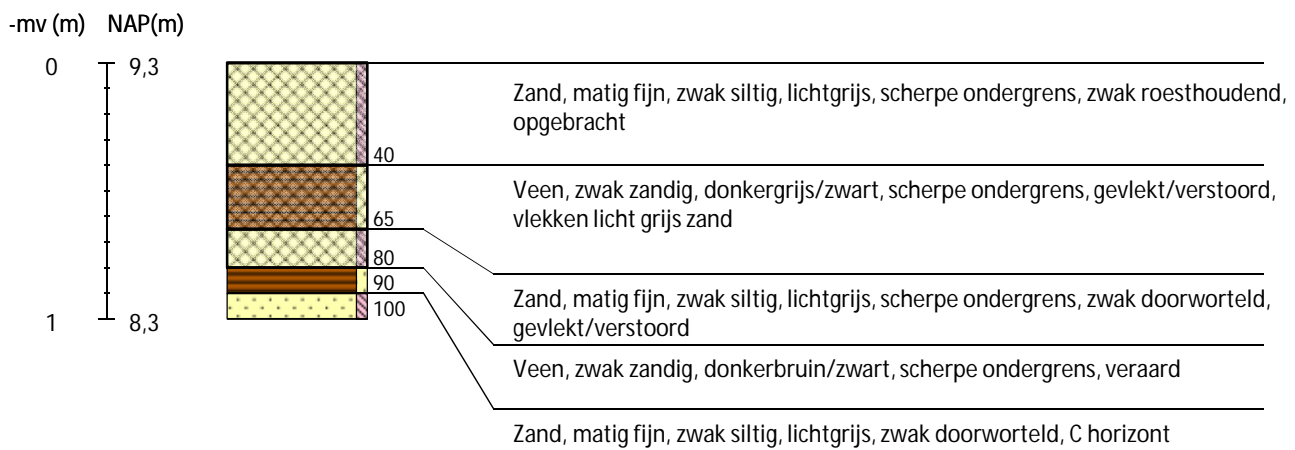 -mv (m) NAP(m)
0 9,3
Zand, matig fijn, zwak siltig, lichtgrijs, scherpe ondergrens, zwak roesthoudend,
opgebracht
40
Veen, zwak zandig, donkergrijs/zwart, scherpe ondergrens, gevlekt/verstoord,
vlekken licht grijs zand
65
80
90
Zand, matig fijn, zwak siltig, lichtgrijs, scherpe ondergrens, zwak doorworteld,
gevlekt/verstoord
1 8,3
100
Veen, zwak zandig, donkerbruin/zwart, scherpe ondergrens, veraard
Zand, matig fijn, zwak siltig, lichtgrijs, zwak doorworteld, C horizont